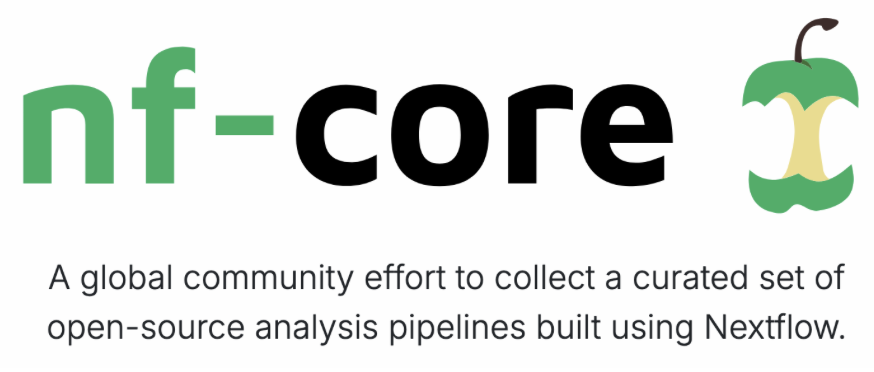 nf-core
A global community effort to collect a curated set of
open-source analysis pipelines built using Nextflow.